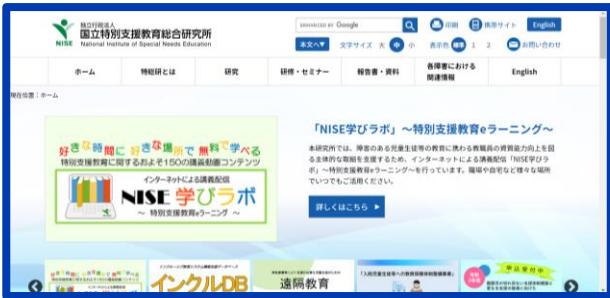 独立行政法人
国立特別支援教育総合研究所
NISE National Institute of Special Needs Education
ENHANCED BY Google
印刷 携帯サイト English
本文へ▼ 文字サイズ 大 中 小 表示色 標準 1 2 お問い合わせ
ホーム 特総研とは 研究 研修・セミナー 報告書・資料 各障害における関連情報 English
現在位置：ホーム
好きな時間に 好きな場所で 無料で学べる
特別支援教育に関するおよそ150の講義動画コンテンツ
インターネットによる講義配信
NISE 学びラボ
～ 特別支援教育eラーニング ～
「NISE学びラボ」～特別支援教育eラーニング～
本研究所では、障害のある児童生徒等の教育に携わる教職員の資質能力向上を図
る主体的な取組を支援するため、インターネットによる講義配信「NISE学びラ
ボ」～特別支援教育eラーニング～を行っています。職場や自宅など様々な場所
でいつでもご活用ください。
詳しくはこちら ▶
インクルDB
遠隔教育
申込受付中